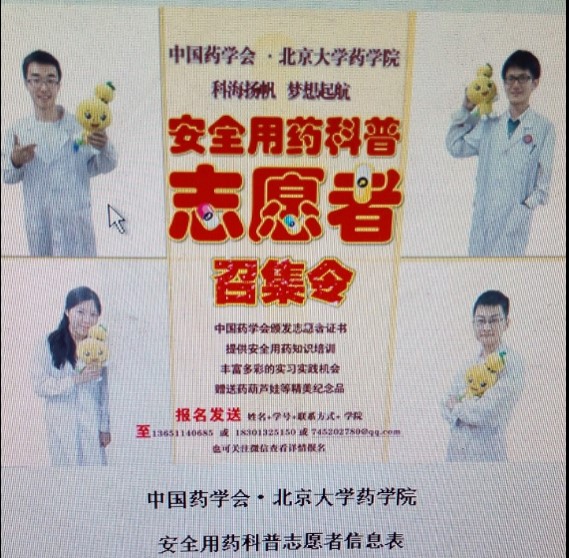 中国药学会·北京大学药学院
科海扬帆 梦想起航
安全用药科普
志愿者
召集令
中国药学会颁发志愿者证书
提供安全用药知识培训
丰富多彩的实习实践机会
赠送药葫芦娃等精美纪念品
报名发送 姓名+学号+联系方式+ 学院
至13651140685 或 18301325150 或 745202780@qq.com
也可关注微信查看详情报名
中国药学会·北京大学药学院
安全用药科普志愿者信息表